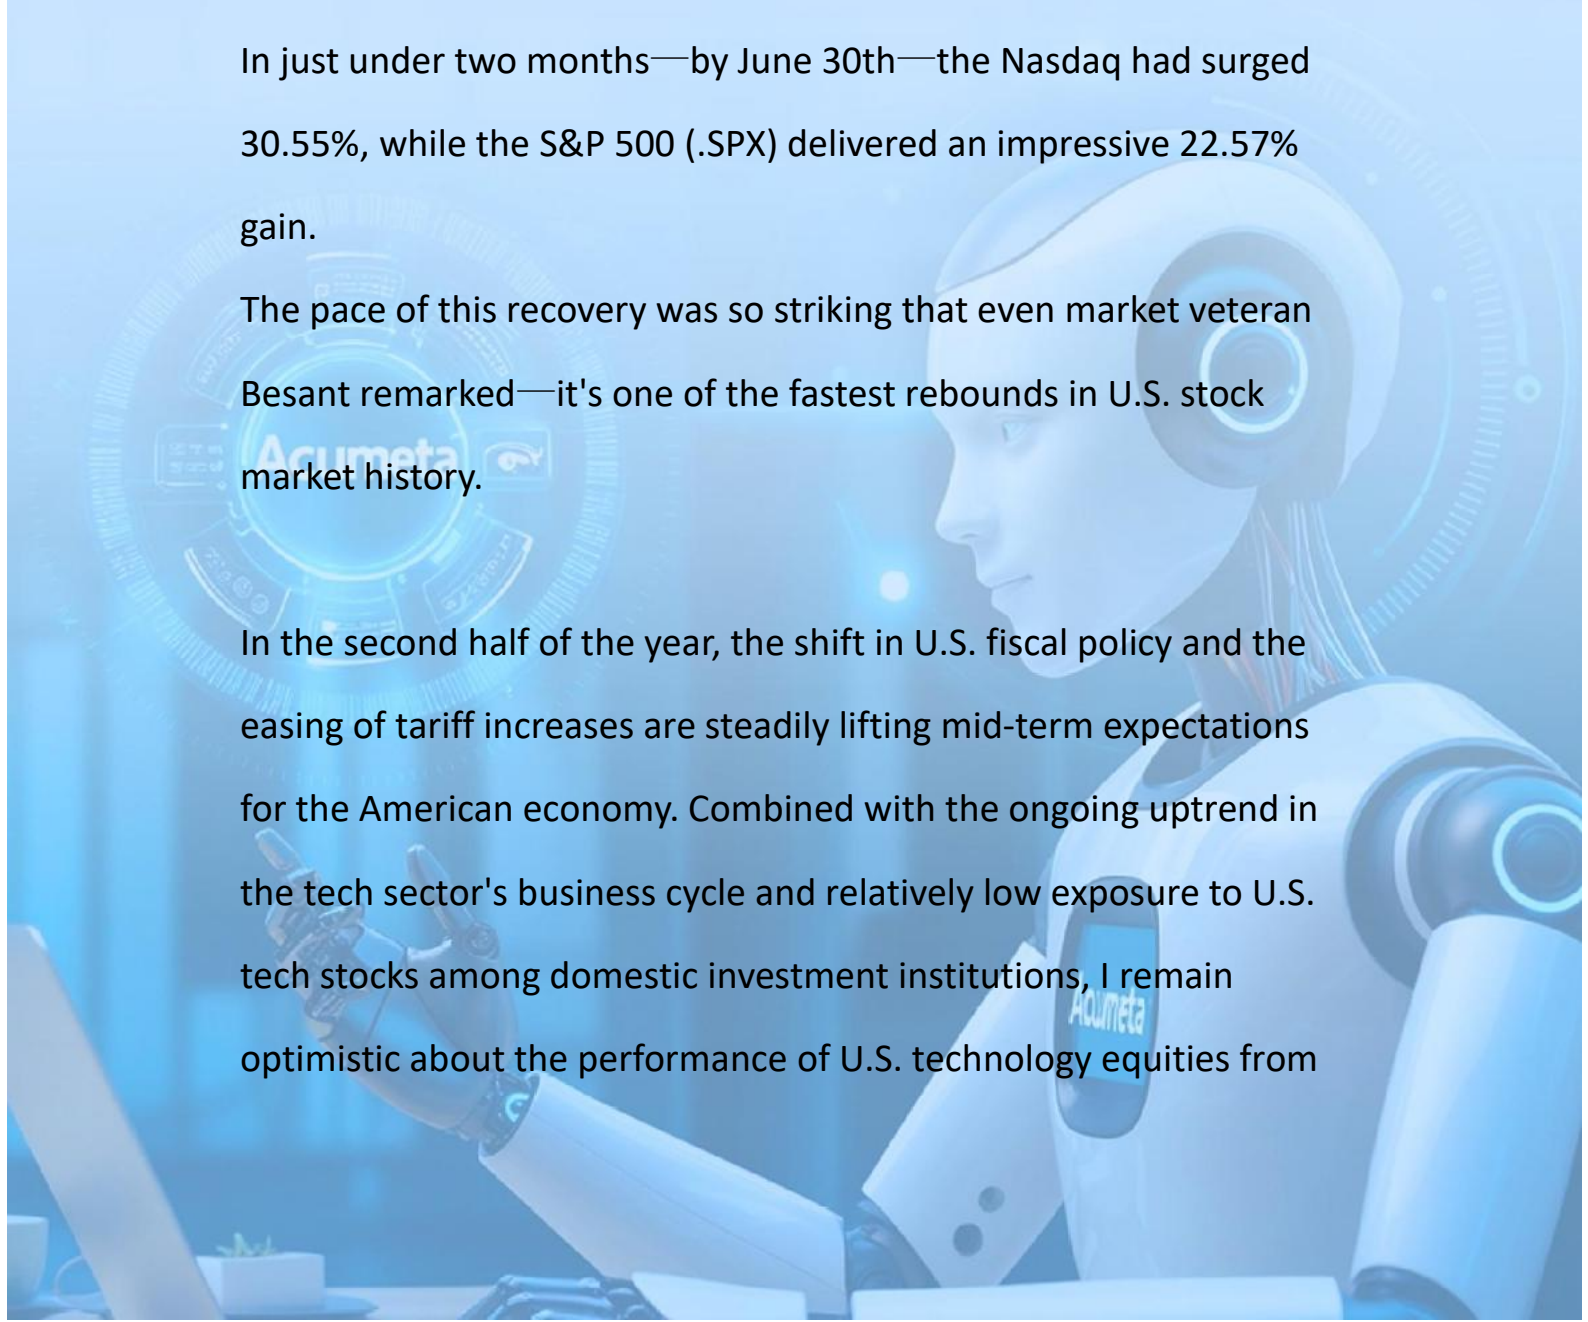 In just under two months—by June 30th—the Nasdaq had surged
30.55%, while the S&P 500 (.SPX) delivered an impressive 22.57%
gain.
The pace of this recovery was so striking that even market veteran
Besant remarked—it's one of the fastest rebounds in U.S. stock
Acumeta
market history.
In the second half of the year, the shift in U.S. fiscal policy and the
easing of tariff increases are steadily lifting mid-term expectations
for the American economy. Combined with the ongoing uptrend in
the tech sector's business cycle and relatively low exposure to U.S.
tech stocks among domestic investment institutions, I remain
Acumeta
optimistic about the performance of U.S. technology equities from